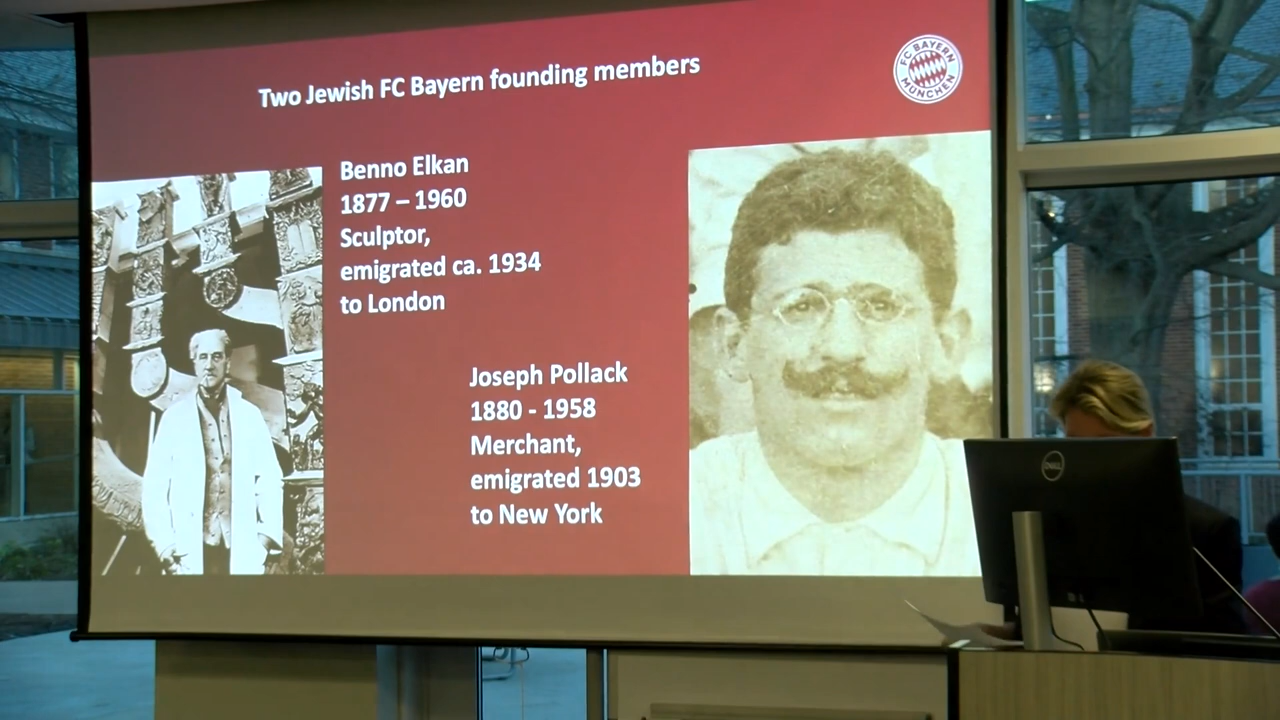 Two Jewish FC Bayern founding members
FC BAYERN
MÜNCHEN
Benno Elkan
1877 – 1960
Sculptor,
emigrated ca. 1934
to London
Joseph Pollack
1880 - 1958
Merchant,
emigrated 1903
to New York
DELL